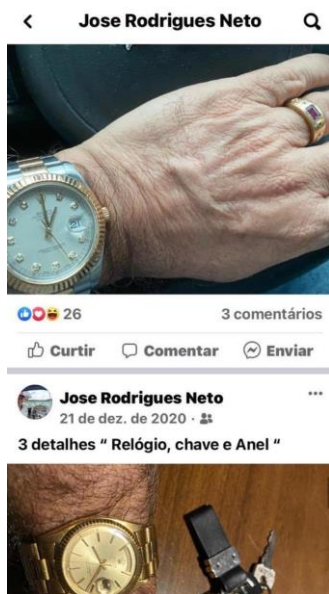 Jose Rodrigues Neto
26
3 comentários
Curtir Comentar Enviar
Jose Rodrigues Neto
21 de dez. de 2020 ·
3 detalhes “ Relógio, chave e Anel “